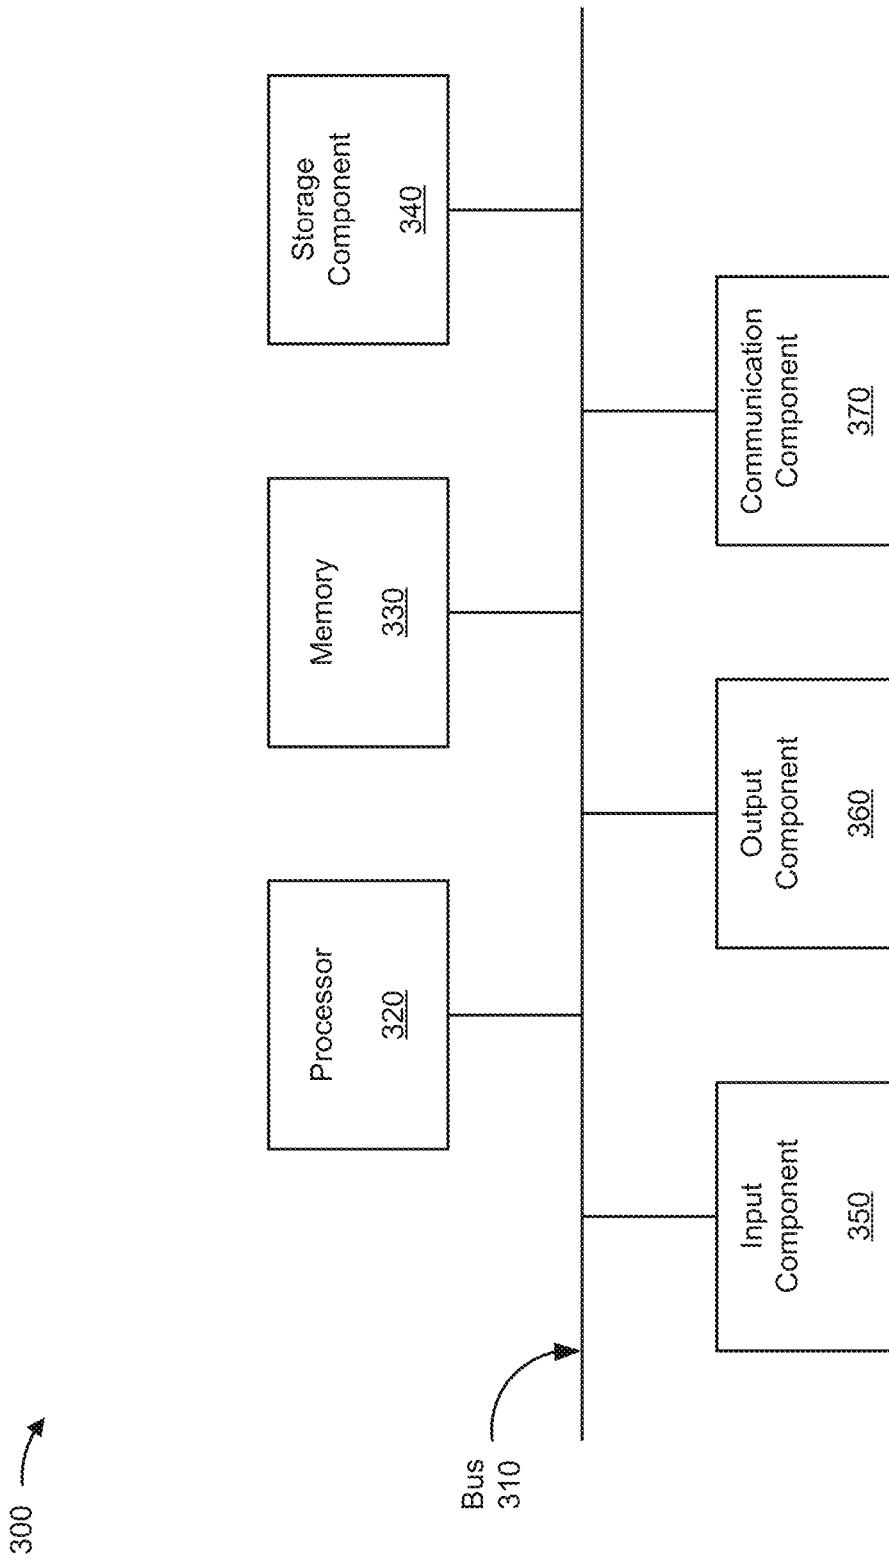 300
Processor
320
Memory
330
Storage
Component
340
Bus
310
Input
Component
350
Output
Component
360
Communication
Component
370